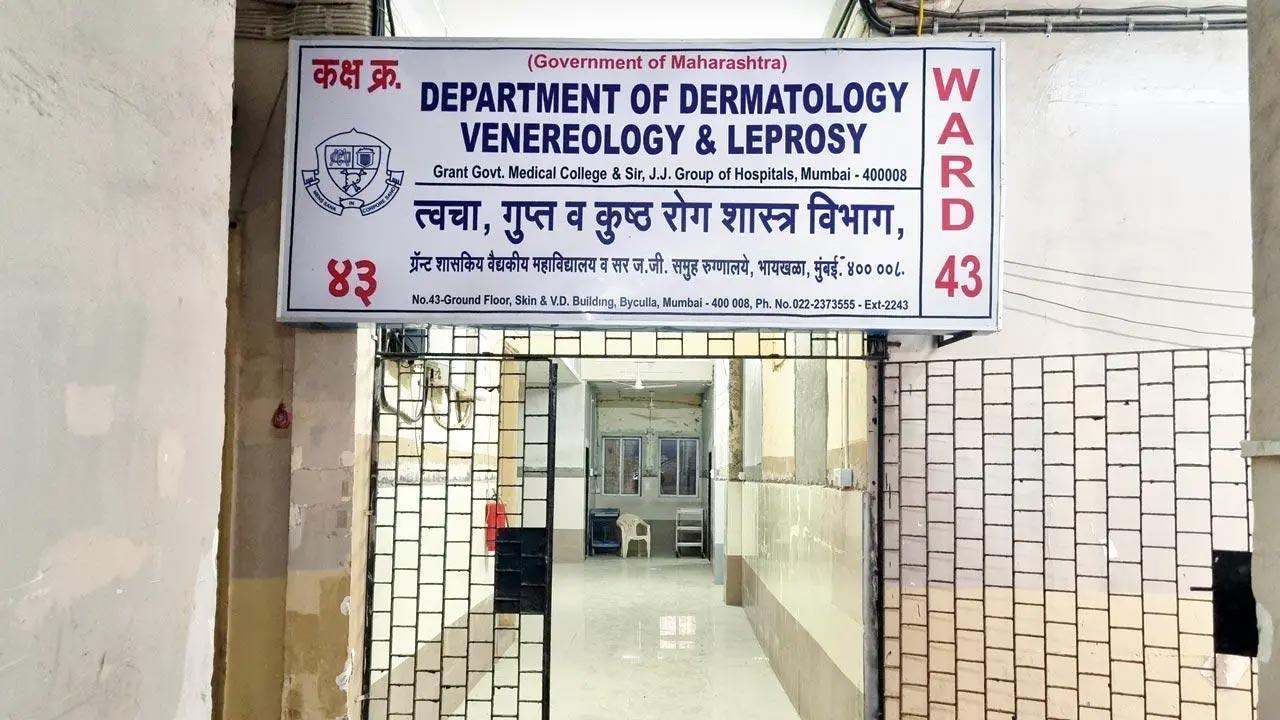 कक्ष क्र.
४३
(Government of Maharashtra)
DEPARTMENT OF DERMATOLOGY
VENEREOLOGY & LEPROSY
Grant Govt. Medical College & Sir, J.J. Group of Hospitals, Mumbai - 400008
त्वचा, गुप्त व कुष्ठ रोग शास्त्र विभाग,
ग्रॅन्ट शासकिय वैद्यकीय महाविद्यालय व सर ज.जी. समुह रुग्णालये, भायखळा, मुंबई. ४०० ००८.
No.43-Ground Floor, Skin & V.D. Building, Byculla, Mumbai - 400 008, Ph. No.022-2373555 - Ext-2243
WARD
43